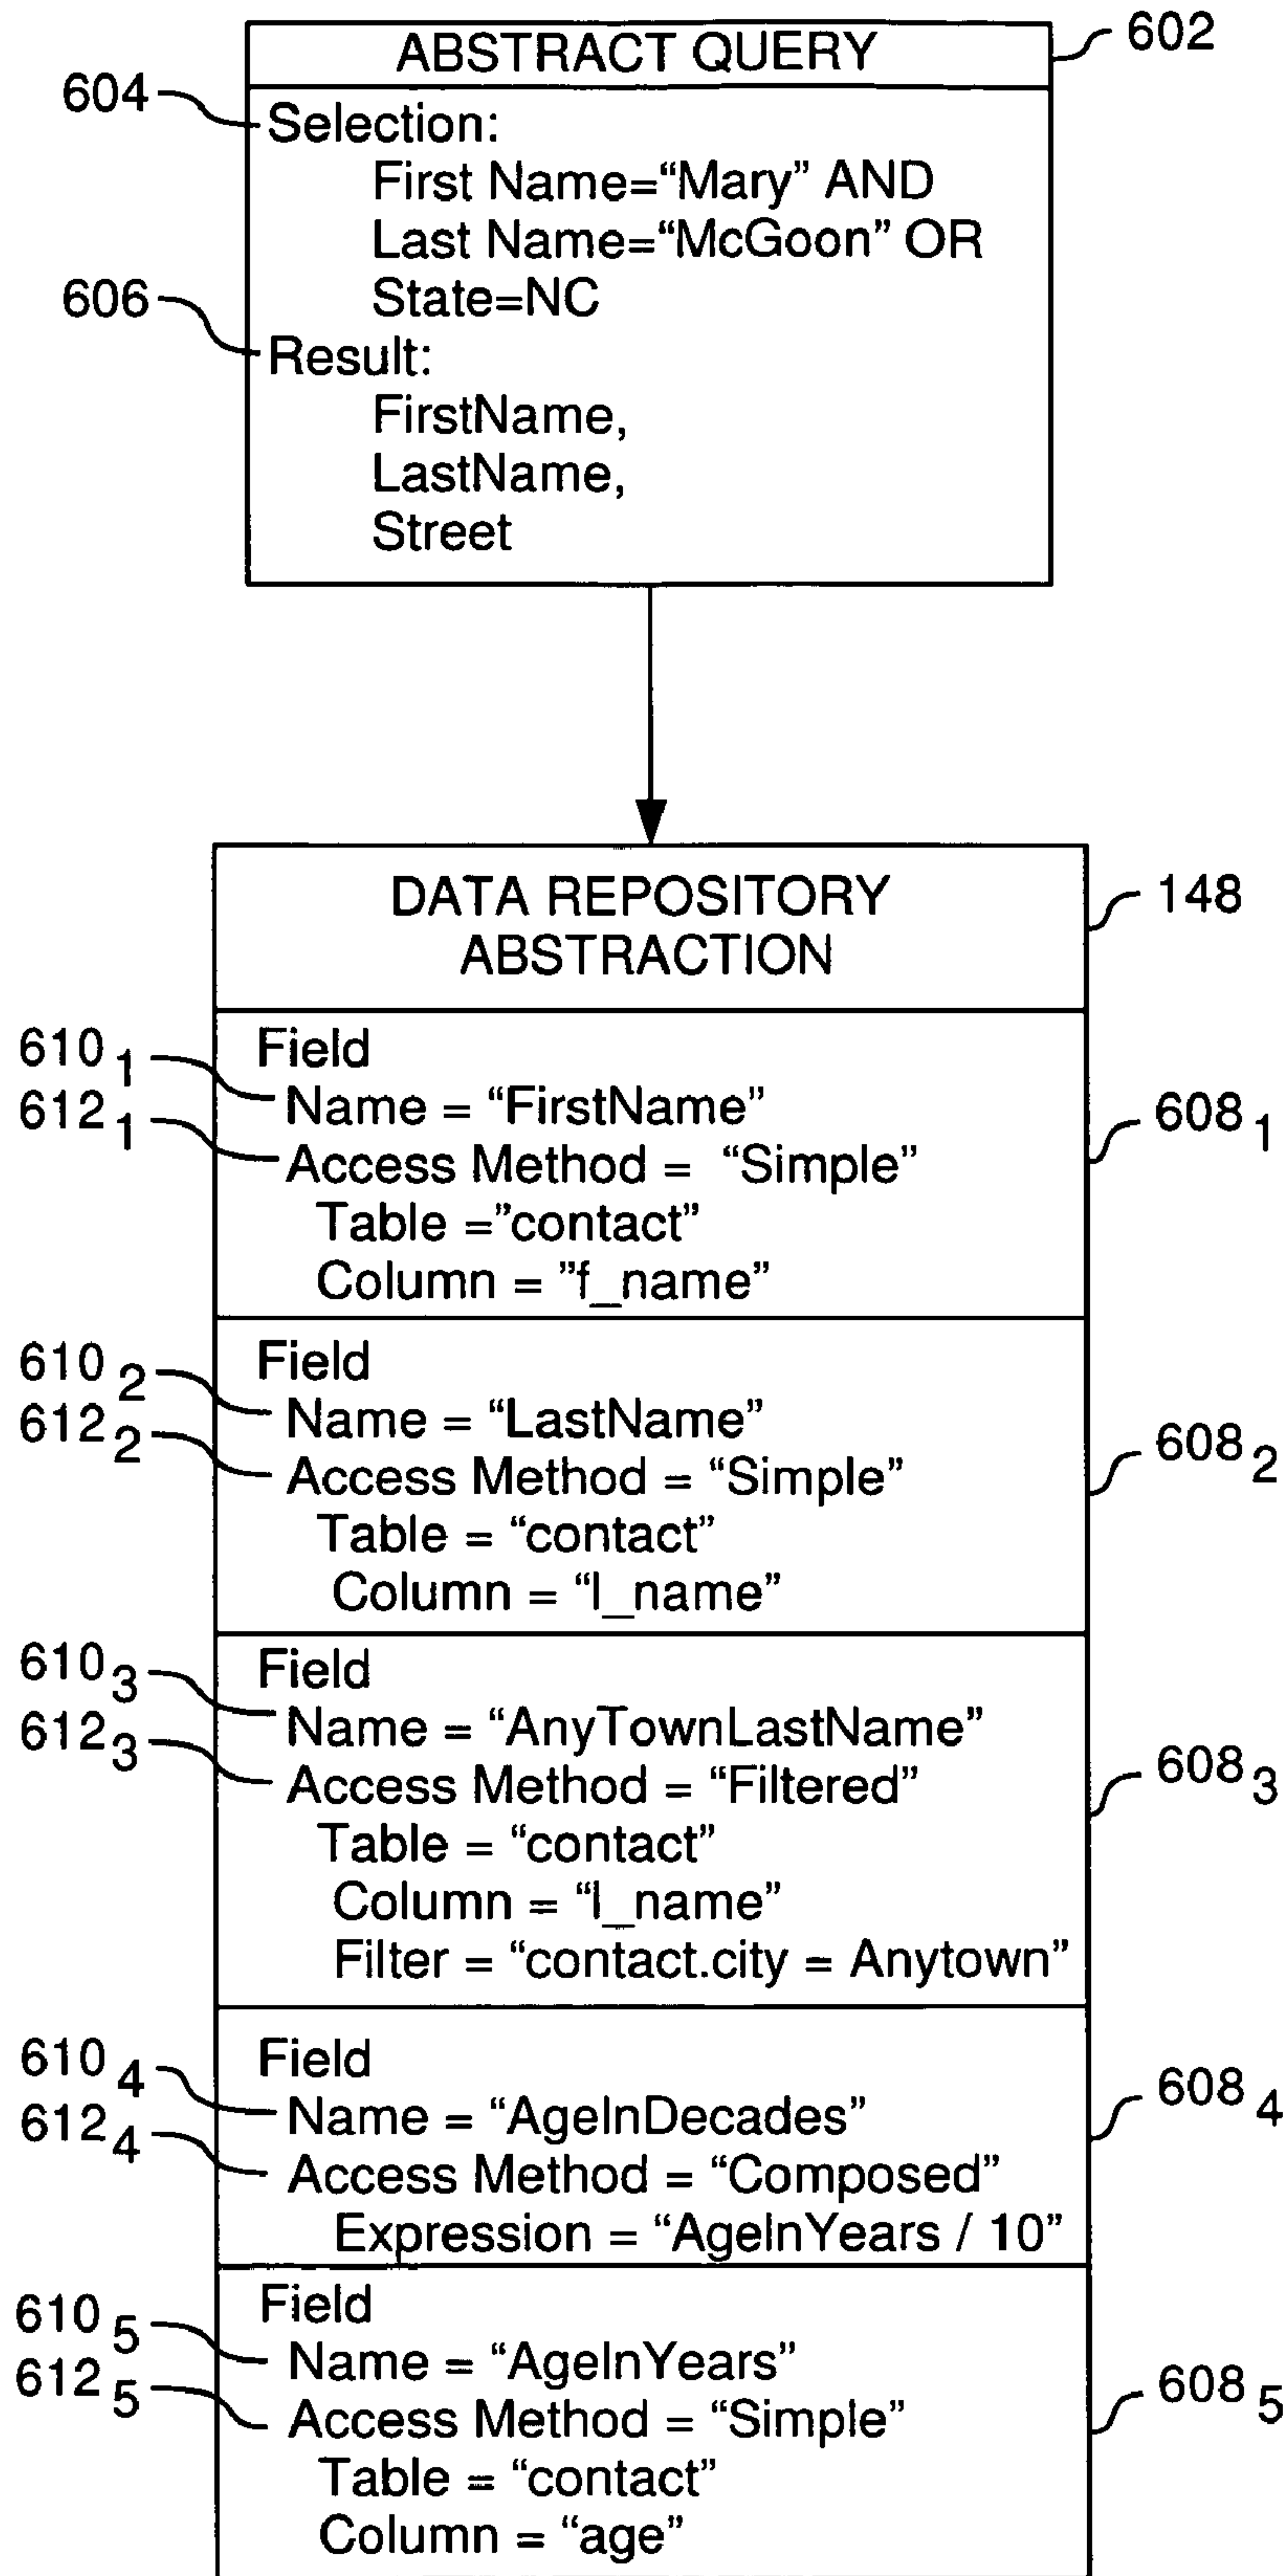 ABSTRACT QUERY 602
604 Selection:
First Name=“Mary” AND
Last Name=“McGoon” OR
606 State=NC
Result:
FirstName,
LastName,
Street
DATA REPOSITORY 148
ABSTRACTION
Field
610 1 Name = “FirstName” 608 1
612 1 Access Method = “Simple”
Table =”contact”
Column = ”f_name”
Field
610 2 Name = “LastName” 608 2
612 2 Access Method = “Simple”
Table = “contact”
Column = “l_name”
Field
610 3 Name = “AnyTownLastName” 608 3
612 3 Access Method = “Filtered”
Table = “contact”
Column = “l_name”
Filter = “contact.city = Anytown”
Field
610 4 Name = “AgeInDecades” 608 4
612 4 Access Method = “Composed”
Expression = “AgeInYears / 10”
Field
610 5 Name = “AgeInYears” 608 5
612 5 Access Method = “Simple”
Table = “contact”
Column = “age”